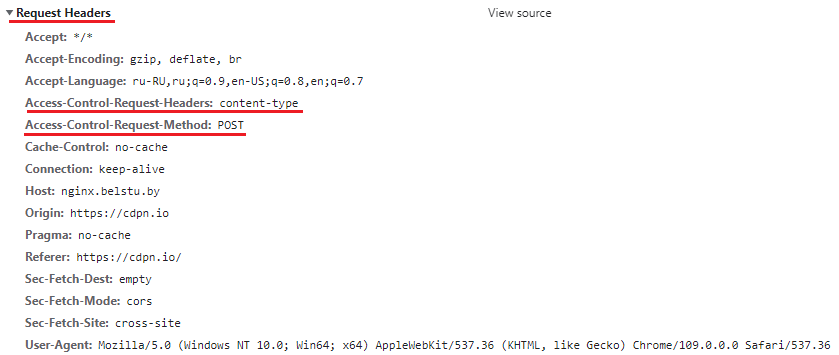 Request Headers View source
Accept: */*
Accept-Encoding: gzip, deflate, br
Accept-Language: ru-RU,ru;q=0.9,en-US;q=0.8,en;q=0.7
Access-Control-Request-Headers: content-type
Access-Control-Request-Method: POST
Cache-Control: no-cache
Connection: keep-alive
Host: nginx.belstu.by
Origin: https://cdpn.io
Pragma: no-cache
Referer: https://cdpn.io/
Sec-Fetch-Dest: empty
Sec-Fetch-Mode: cors
Sec-Fetch-Site: cross-site
User-Agent: Mozilla/5.0 (Windows NT 10.0; Win64; x64) AppleWebKit/537.36 (KHTML, like Gecko) Chrome/109.0.0.0 Safari/537.36